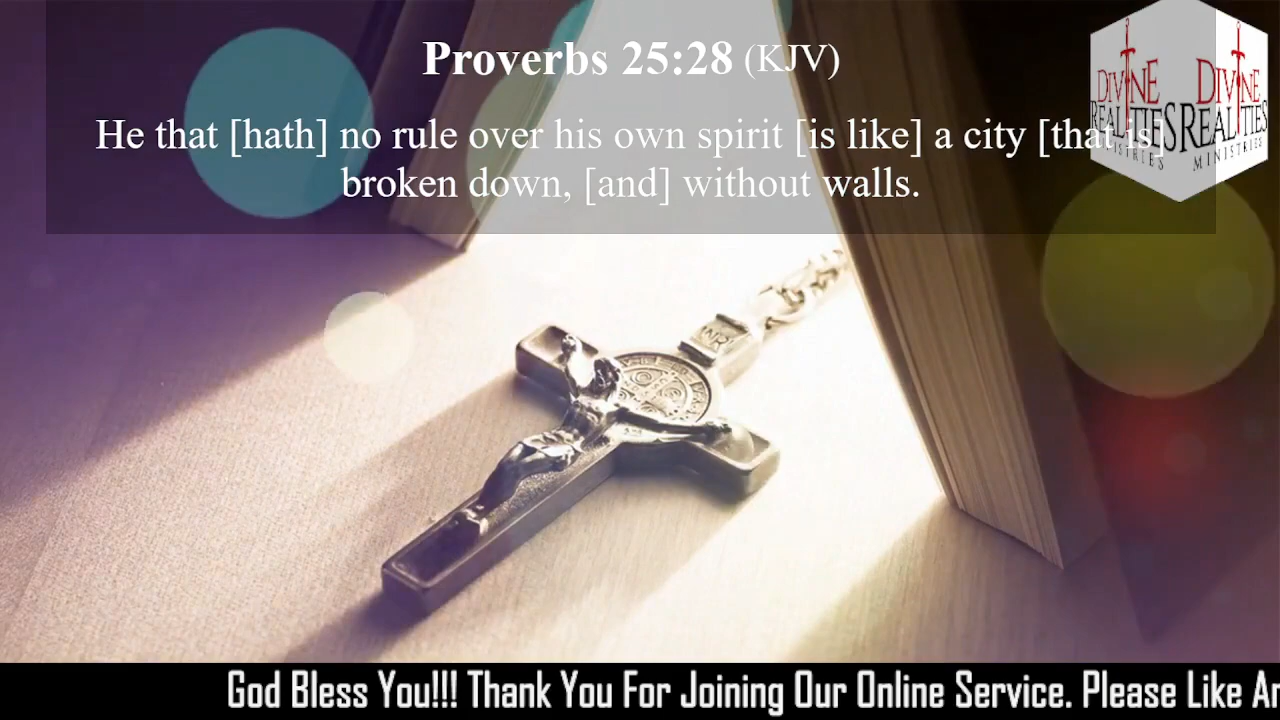 Proverbs 25:28 (KJV)
He that [hath] no rule over his own spirit [is like] a city [that is]
broken down, [and] without walls.
DIVINE
REALITIES
MINISTRIES
DIVINE
REALITIES
MINISTRIES
INRI
God Bless You!!! Thank You For Joining Our Online Service. Please Like An